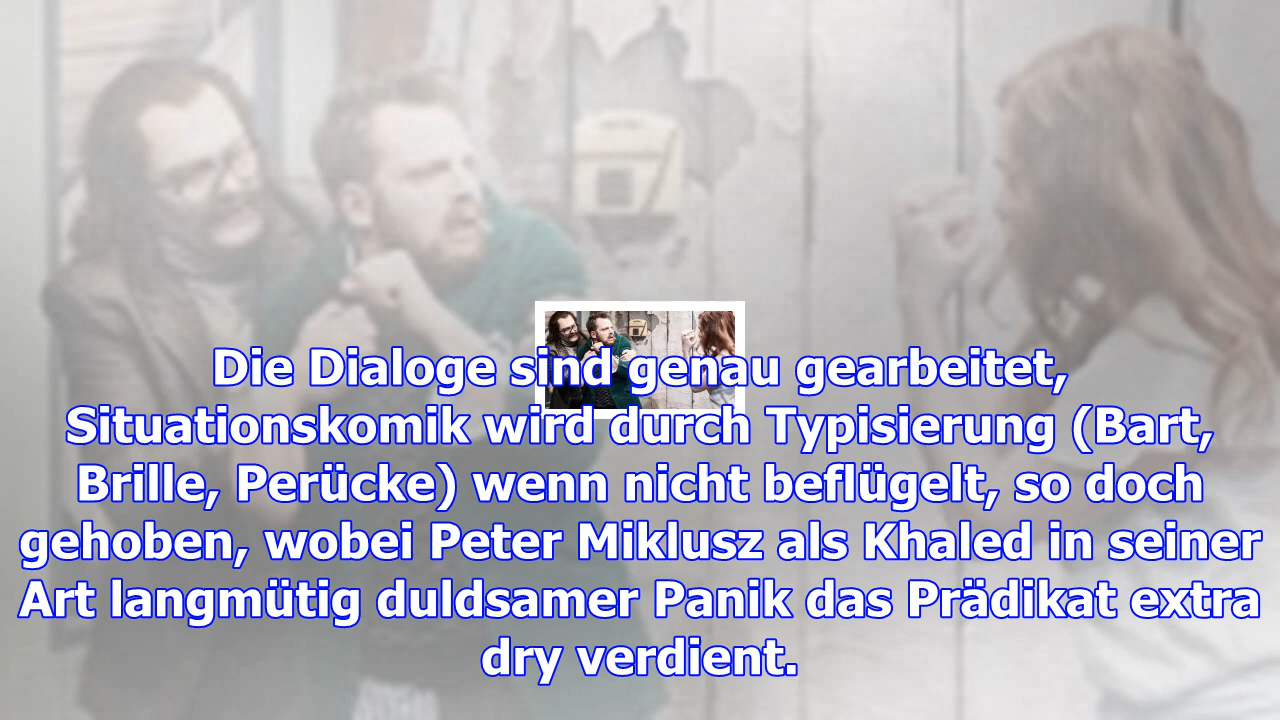 Die Dialoge sind genau gearbeitet,
Situationskomik wird durch Typisierung (Bart,
Brille, Perücke) wenn nicht beflügelt, so doch
gehoben, wobei Peter Miklusz als Khaled in seiner
Art langmütig duldsamer Panik das Prädikat extra
dry verdient.